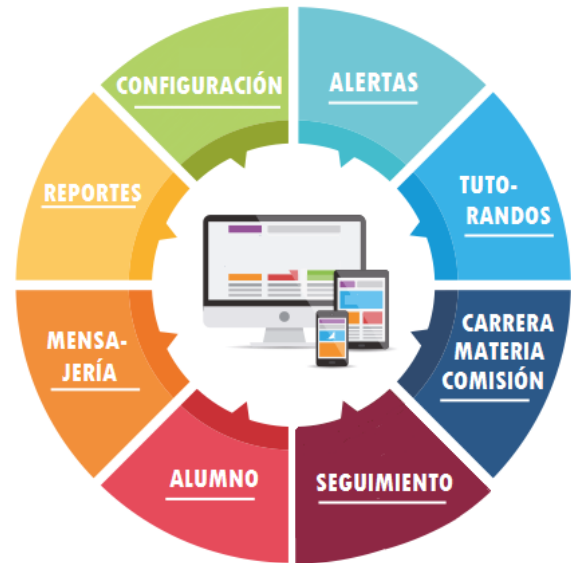 CONFIGURACIÓN
ALERTAS
TUTO-
RANDOS
CARRERA
MATERIA
COMISIÓN
SEGUIMIENTO
ALUMNO
MENSA-
JERÍA
REPORTES